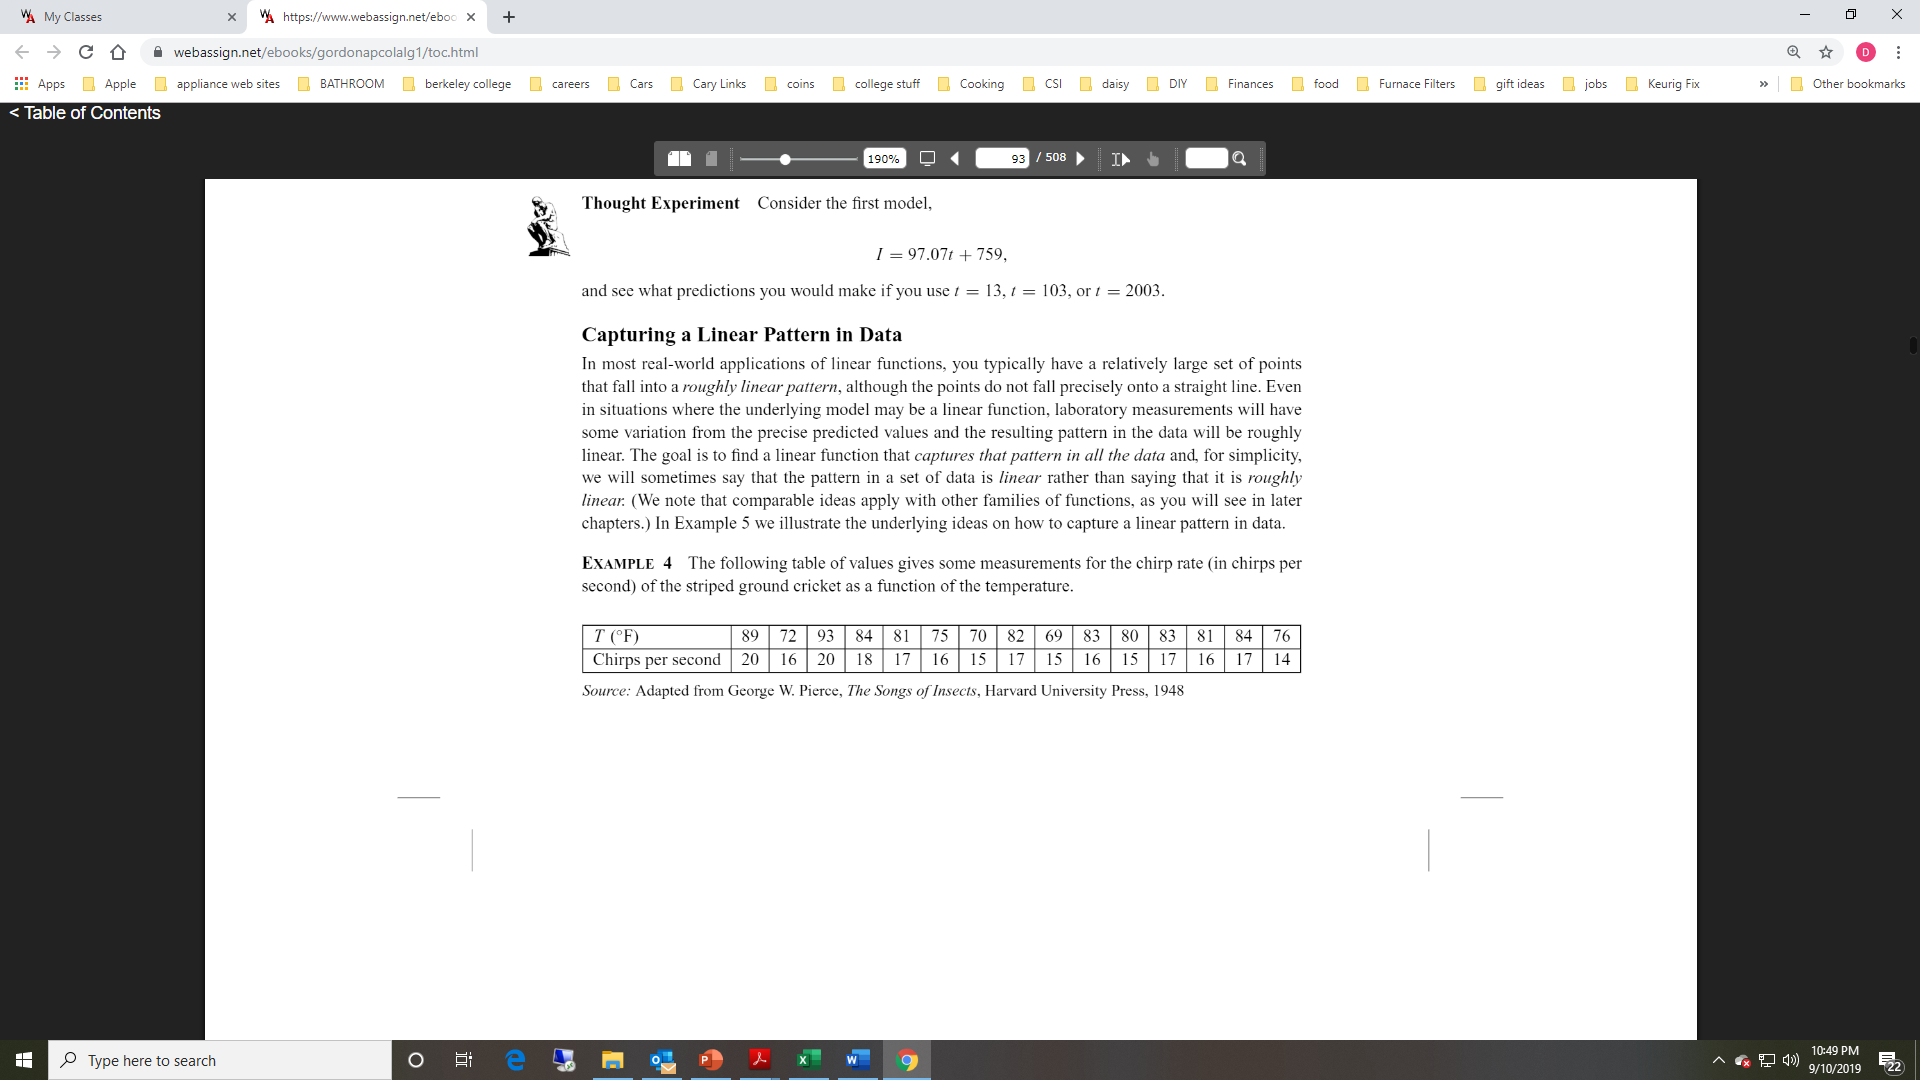 My Classes
https://www.webassign.net/eboo
webassign.net/ebooks/gordonapcolalg1/toc.html
D
Apps Apple appliance web sites BATHROOM berkeley college careers Cars Cary Links coins college stuff Cooking CSI daisy DIY Finances food Furnace Filters gift ideas jobs Keurig Fix » Other bookmarks
< Table of Contents
190% 93 / 508
Thought Experiment Consider the first model,
I = 97.07t + 759,
and see what predictions you would make if you use t = 13, t = 103, or t = 2003.
Capturing a Linear Pattern in Data
In most real-world applications of linear functions, you typically have a relatively large set of points
that fall into a roughly linear pattern, although the points do not fall precisely onto a straight line. Even
in situations where the underlying model may be a linear function, laboratory measurements will have
some variation from the precise predicted values and the resulting pattern in the data will be roughly
linear. The goal is to find a linear function that captures that pattern in all the data and, for simplicity,
we will sometimes say that the pattern in a set of data is linear rather than saying that it is roughly
linear. (We note that comparable ideas apply with other families of functions, as you will see in later
chapters.) In Example 5 we illustrate the underlying ideas on how to capture a linear pattern in data.
EXAMPLE 4 The following table of values gives some measurements for the chirp rate (in chirps per
second) of the striped ground cricket as a function of the temperature.
T (°F) 89 72 93 84 81 75 70 82 69 83 80 83 81 84 76
Chirps per second 20 16 20 18 17 16 15 17 15 16 15 17 16 17 14
Source: Adapted from George W. Pierce, The Songs of Insects, Harvard University Press, 1948
Type here to search
10:49 PM
9/10/2019
22